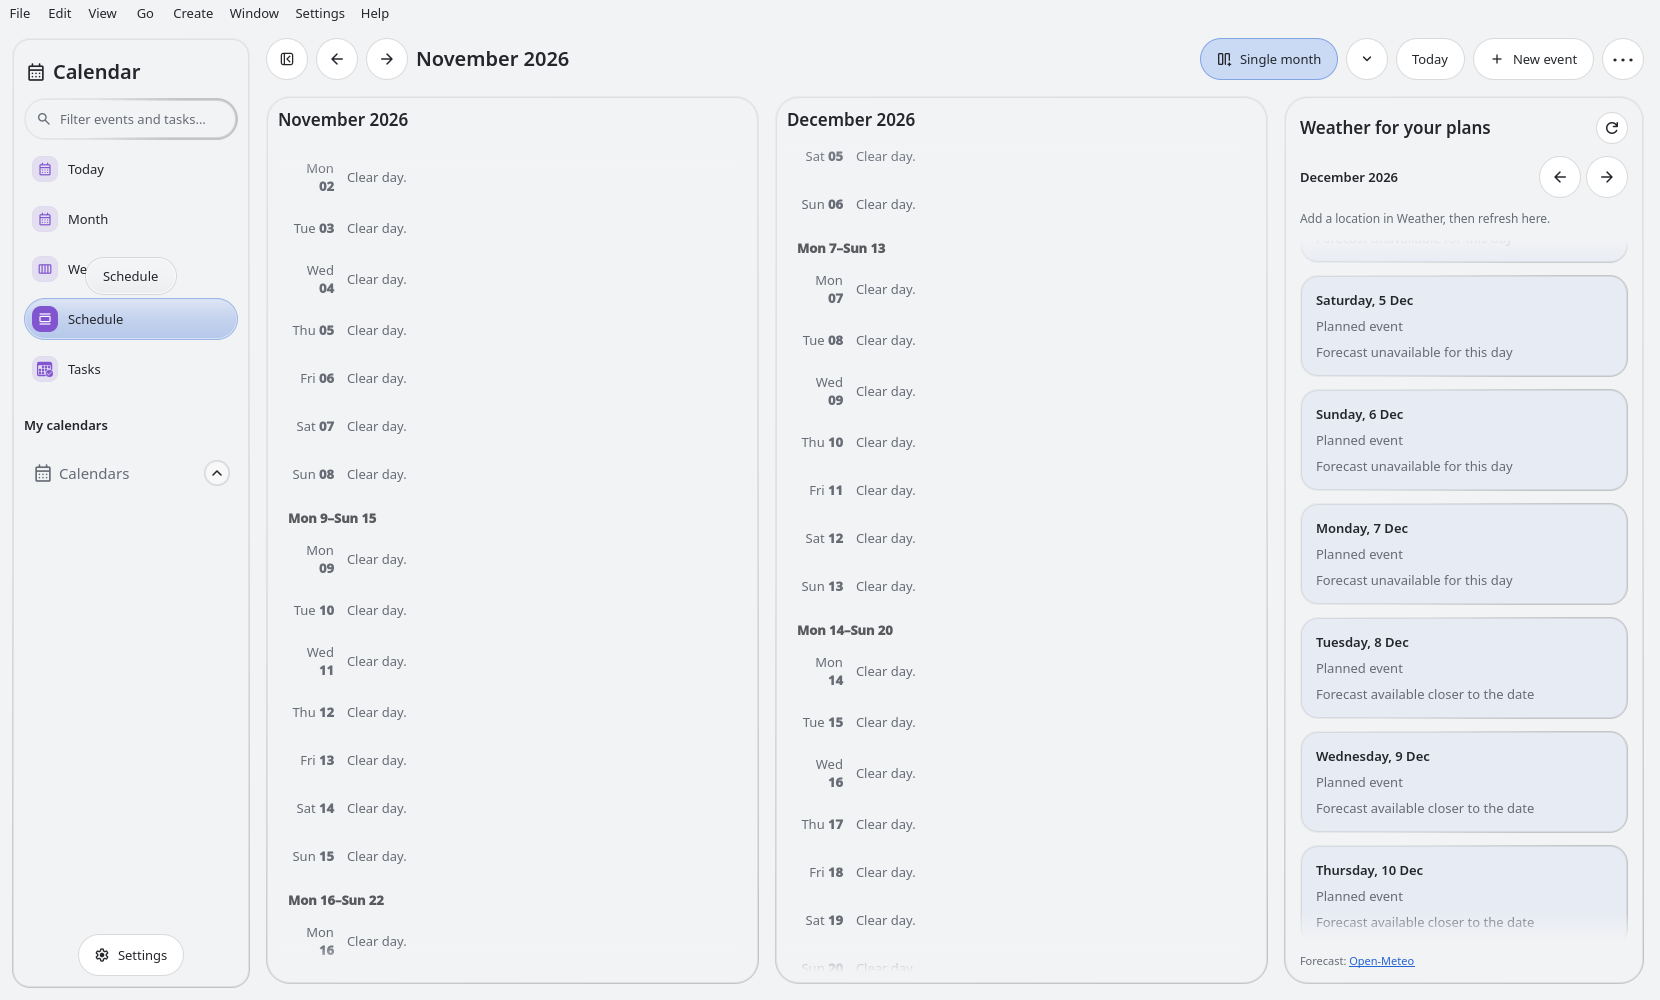 File Edit View Go Create Window Settings Help
Calendar
Filter events and tasks...
Today
Month
We
Schedule
Schedule
Tasks
My calendars
Calendars
Settings
November 2026
Single month
Today
New event
November 2026
Mon 02 Clear day.
Tue 03 Clear day.
Wed 04 Clear day.
Thu 05 Clear day.
Fri 06 Clear day.
Sat 07 Clear day.
Sun 08 Clear day.
Mon 9–Sun 15
Mon 09 Clear day.
Tue 10 Clear day.
Wed 11 Clear day.
Thu 12 Clear day.
Fri 13 Clear day.
Sat 14 Clear day.
Sun 15 Clear day.
Mon 16–Sun 22
Mon 16 Clear day.
December 2026
Sat 05 Clear day.
Sun 06 Clear day.
Mon 7–Sun 13
Mon 07 Clear day.
Tue 08 Clear day.
Wed 09 Clear day.
Thu 10 Clear day.
Fri 11 Clear day.
Sat 12 Clear day.
Sun 13 Clear day.
Mon 14–Sun 20
Mon 14 Clear day.
Tue 15 Clear day.
Wed 16 Clear day.
Thu 17 Clear day.
Fri 18 Clear day.
Sat 19 Clear day.
Sun 20 Clear day.
Weather for your plans
December 2026
Add a location in Weather, then refresh here.
Forecast unavailable for this day
Saturday, 5 Dec
Planned event
Forecast unavailable for this day
Sunday, 6 Dec
Planned event
Forecast unavailable for this day
Monday, 7 Dec
Planned event
Forecast unavailable for this day
Tuesday, 8 Dec
Planned event
Forecast available closer to the date
Wednesday, 9 Dec
Planned event
Forecast available closer to the date
Thursday, 10 Dec
Planned event
Forecast available closer to the date
Forecast: Open-Meteo